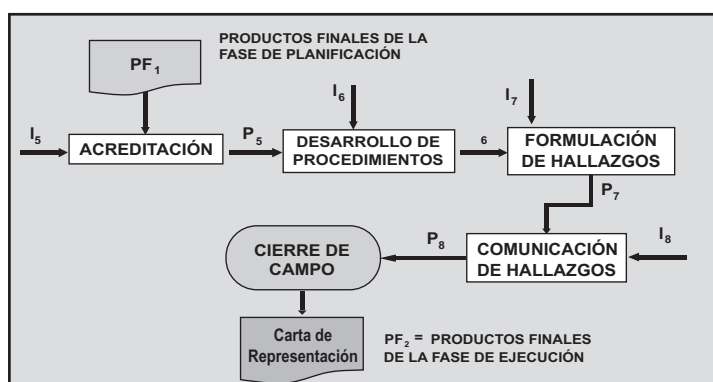 PRODUCTOS FINALES DE LA
FASE DE PLANIFICACIÓN
PF1
I5
ACREDITACIÓN
P5
I6
DESARROLLO DE
PROCEDIMIENTOS
6
I7
FORMULACIÓN
DE HALLAZGOS
P7
I8
COMUNICACIÓN
DE HALLAZGOS
P8
CIERRE DE
CAMPO
Carta de
Representación
PF2 = PRODUCTOS FINALES
DE LA FASE DE EJECUCIÓN